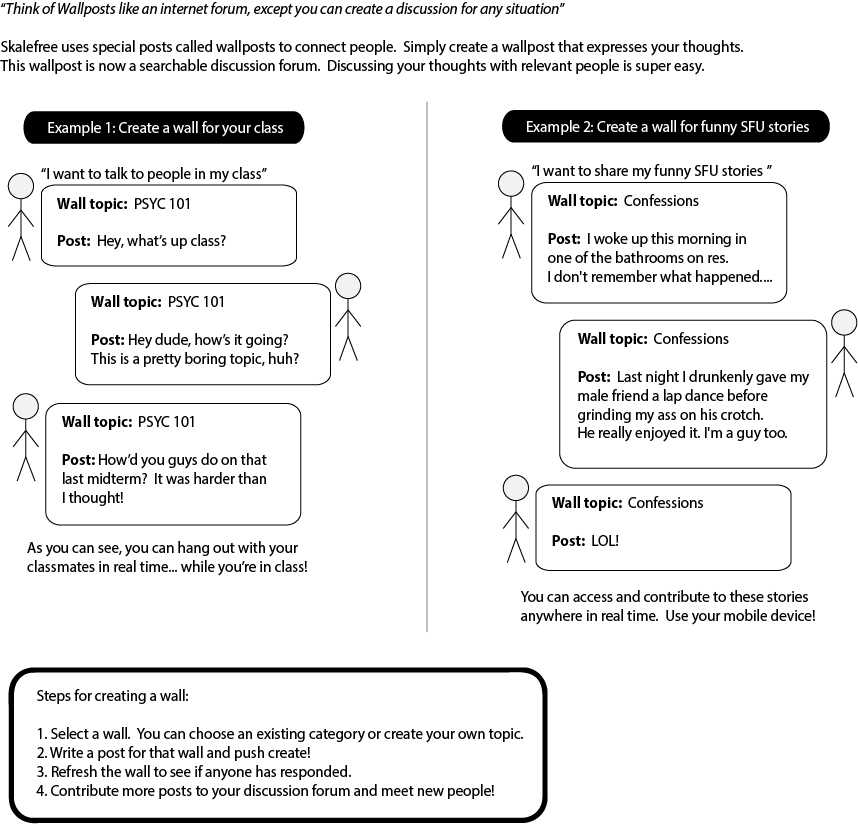 “Think of Wallposts like an internet forum, except you can create a discussion for any situation”
Skalefree uses special posts called wallposts to connect people.  Simply create a wallpost that expresses your thoughts.
This wallpost is now a searchable discussion forum.  Discussing your thoughts with relevant people is super easy.
Example 1: Create a wall for your class
“I want to talk to people in my class”
Wall topic:  PSYC 101
Post:  Hey, what’s up class?
Wall topic:  PSYC 101
Post: Hey dude, how’s it going?
This is a pretty boring topic, huh?
Wall topic:  PSYC 101
Post: How’d you guys do on that
last midterm?  It was harder than
I thought!
As you can see, you can hang out with your
classmates in real time... while you’re in class!
Example 2: Create a wall for funny SFU stories
“I want to share my funny SFU stories ”
Wall topic:  Confessions
Post:  I woke up this morning in
one of the bathrooms on res.
I don't remember what happened....
Wall topic:  Confessions
Post:  Last night I drunkenly gave my
male friend a lap dance before
grinding my ass on his crotch.
He really enjoyed it. I'm a guy too.
Wall topic:  Confessions
Post:  LOL!
You can access and contribute to these stories
anywhere in real time.  Use your mobile device!
Steps for creating a wall:
1. Select a wall.  You can choose an existing category or create your own topic.
2. Write a post for that wall and push create!
3. Refresh the wall to see if anyone has responded.
4. Contribute more posts to your discussion forum and meet new people!